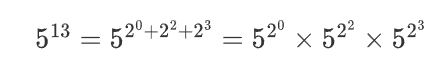 5^{13} = 5^{2^0+2^2+2^3} = 5^{2^0} × 5^{2^2} × 5^{2^3}